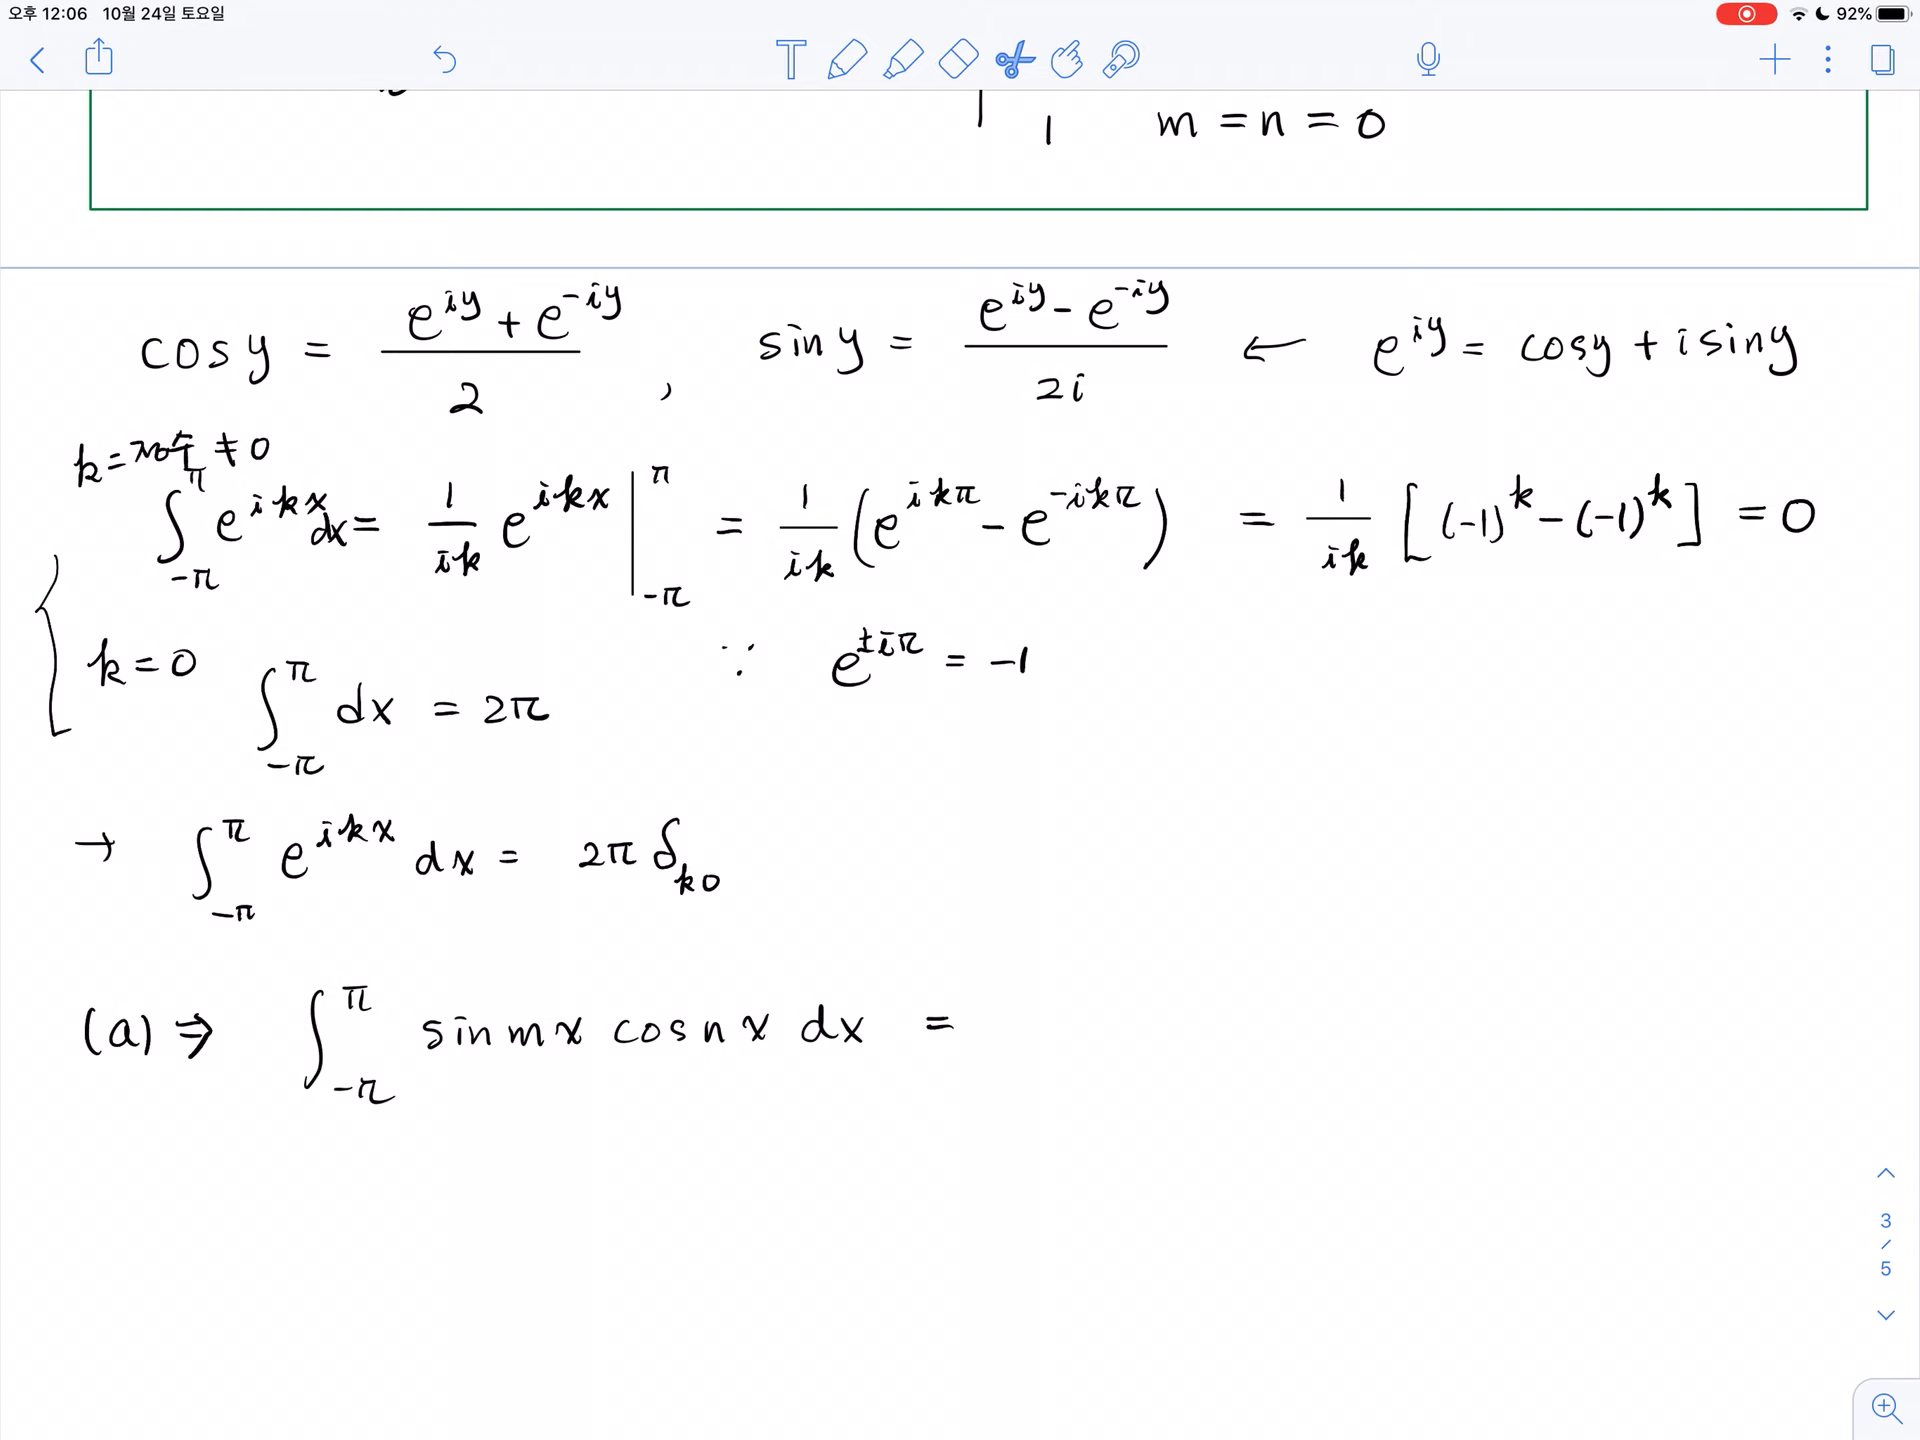 오후 12:06 10월 24일 토요일 92%
1 m = n = 0
cos y = (e^{iy} + e^{-iy}) / 2 , sin y = (e^{iy} - e^{-iy}) / 2i ← e^{iy} = cos y + i sin y
k = 정수 ≠ 0
∫_{-π}^{π} e^{ikx} dx = 1/(ik) e^{ikx} |_{-π}^{π} = 1/(ik) (e^{ikπ} - e^{-ikπ}) = 1/(ik) [(-1)^k - (-1)^k] = 0
k = 0 ∫_{-π}^{π} dx = 2π ∵ e^{±iπ} = -1
→ ∫_{-π}^{π} e^{ikx} dx = 2π δ_{k0}
(a) ⇒ ∫_{-π}^{π} sin mx cos nx dx =
3
/
5